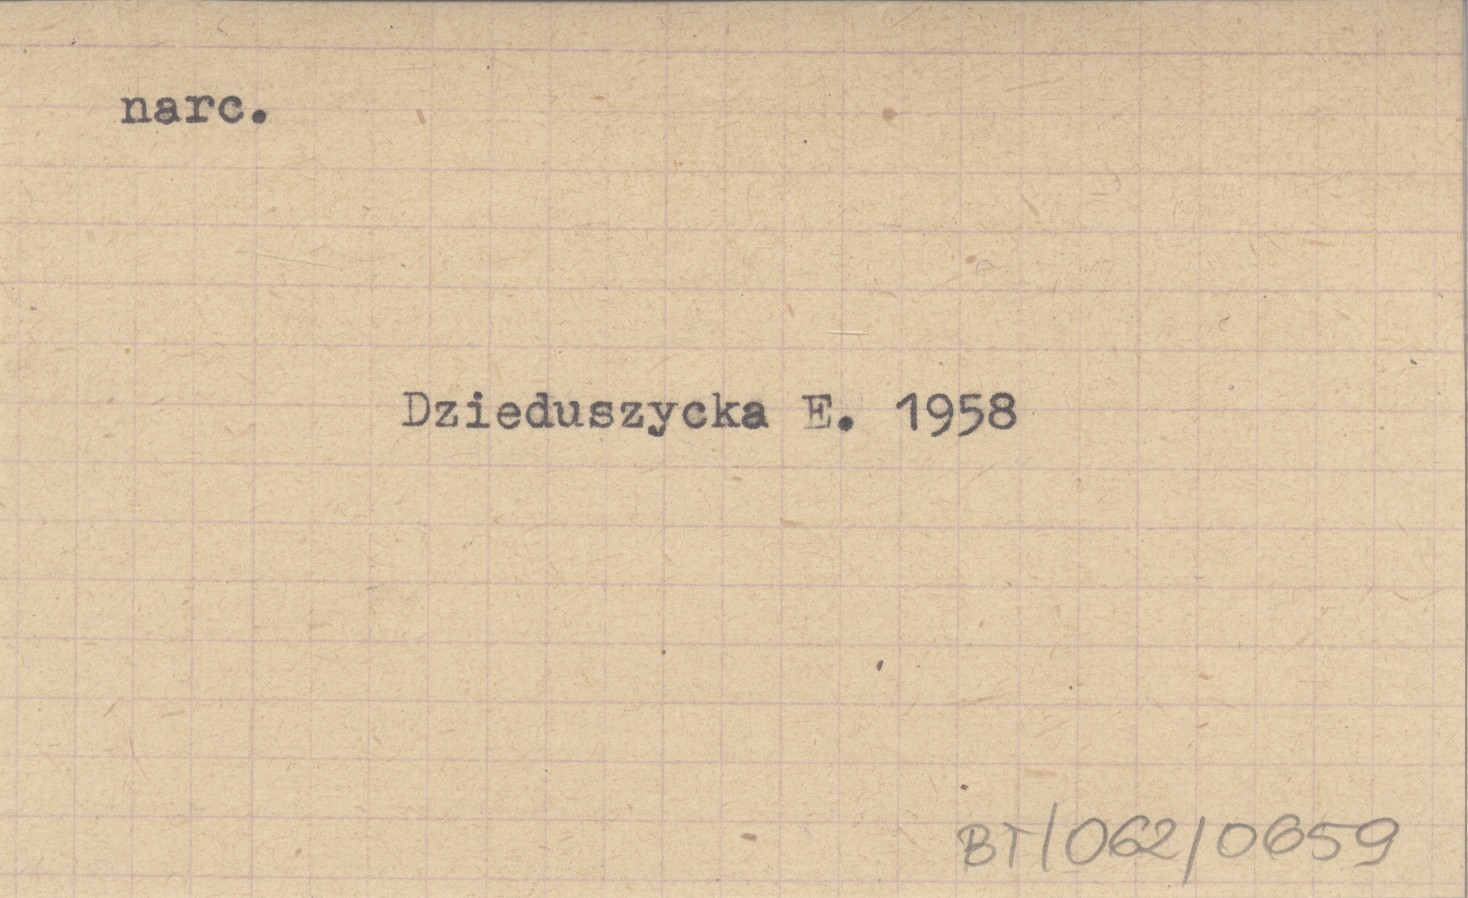 narc.
Dzieduszycka E. 1958
BT/062/0659